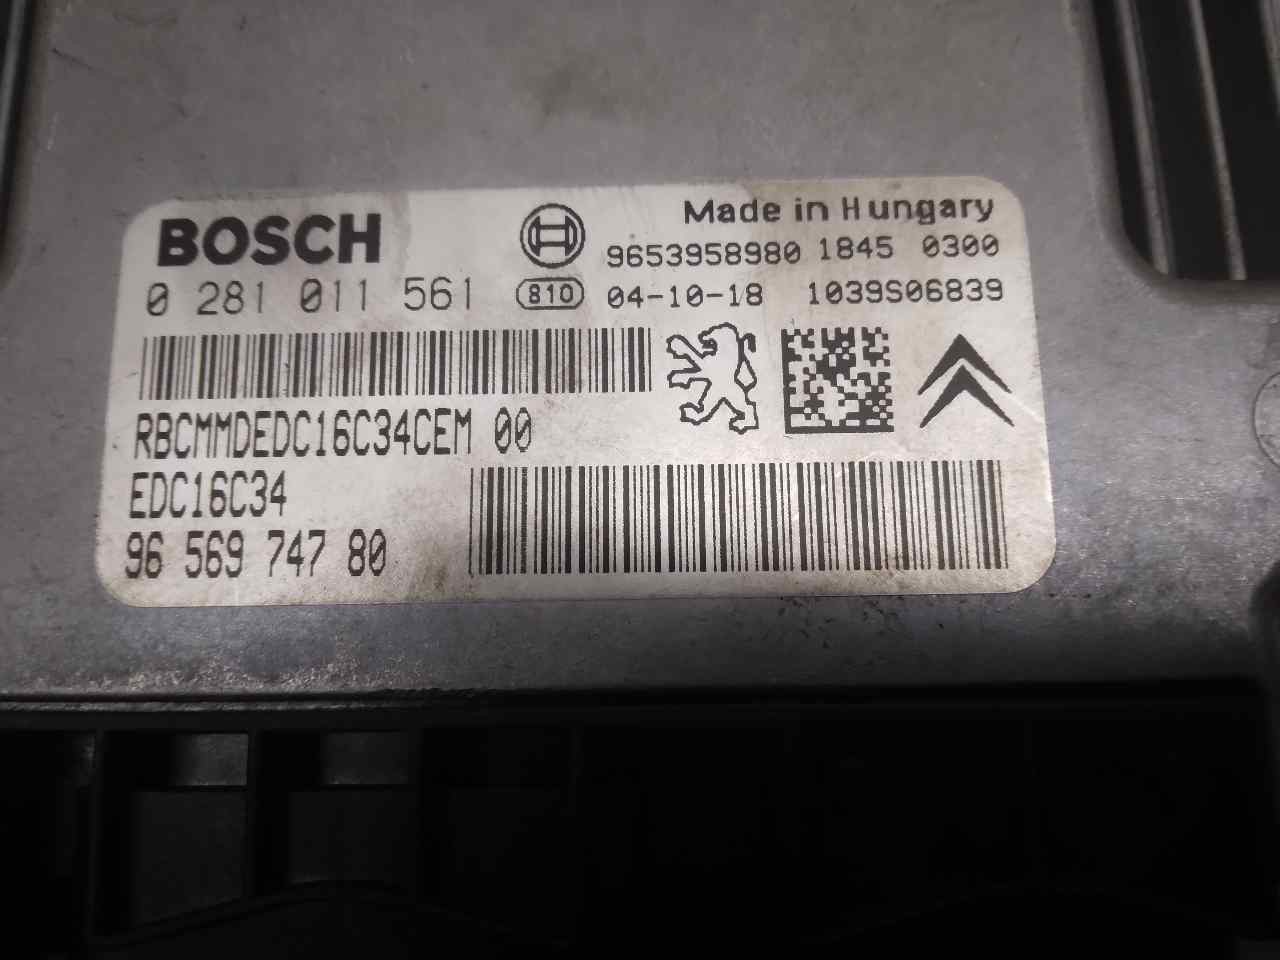 BOSCH
Made in Hungary
9653958980 1845 0300
0 281 011 561 810 04-10-18 1039S06839
RBCMMDEDC16C34CEM 00
EDC16C34
96 569 747 80